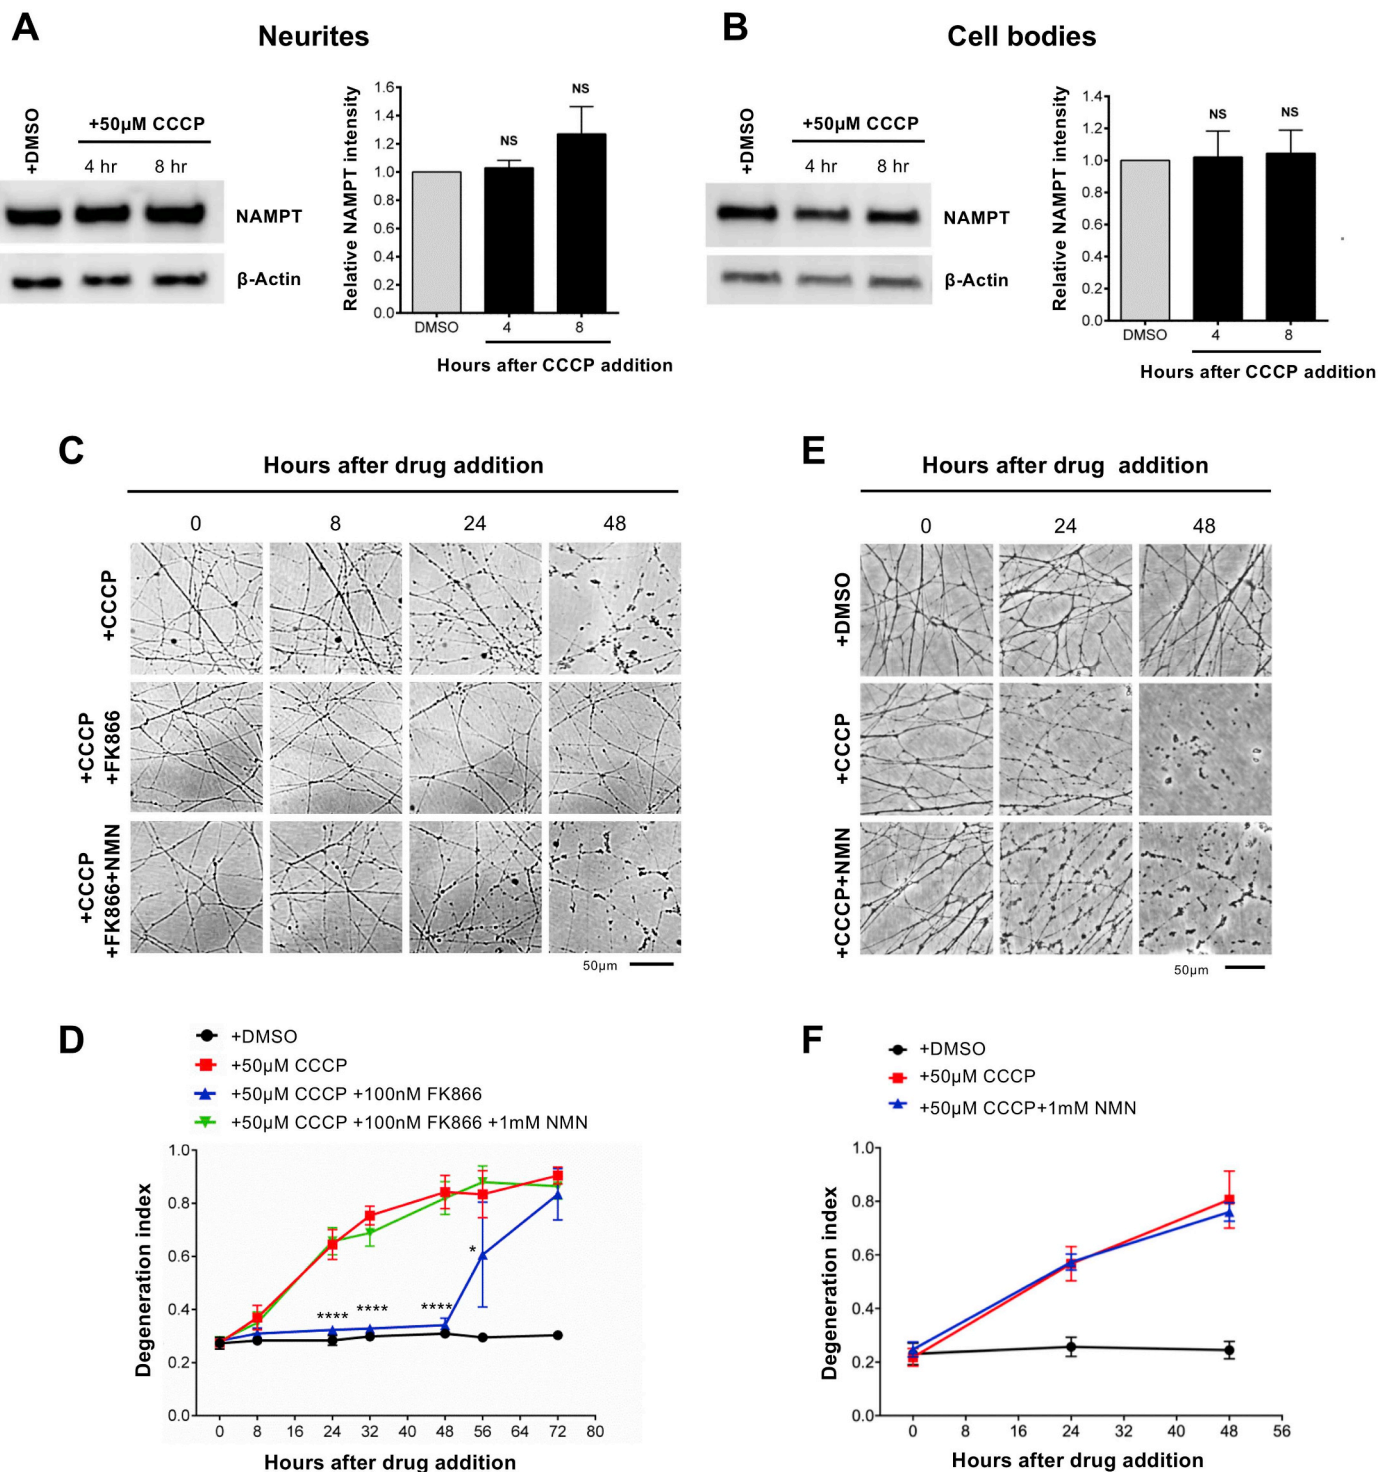 A
Neurites
+DMSO
+50µM CCCP
4 hr
8 hr
NAMPT
β-Actin
Relative NAMPT intensity
1.6
1.4
1.2
1.0
0.8
0.6
0.4
0.2
0.0
NS
NS
DMSO
4
8
Hours after CCCP addition
B
Cell bodies
+DMSO
+50µM CCCP
4 hr
8 hr
NAMPT
β-Actin
Relative NAMPT intensity
1.4
1.2
1.0
0.8
0.6
0.4
0.2
0.0
NS
NS
DMSO
4
8
Hours after CCCP addition
C
Hours after drug addition
0 8 24 48
+CCCP
+CCCP
+FK866
+CCCP
+FK866+NMN
50µm
E
Hours after drug addition
0 24 48
+DMSO
+CCCP
+CCCP+NMN
50µm
D
+DMSO
+50µM CCCP
+50µM CCCP +100nM FK866
+50µM CCCP +100nM FK866 +1mM NMN
Degeneration index
1.0
0.8
0.6
0.4
0.2
0.0
****
****
****
*
0 8 16 24 32 40 48 56 64 72 80
Hours after drug addition
F
+DMSO
+50µM CCCP
+50µM CCCP+1mM NMN
Degeneration index
1.0
0.8
0.6
0.4
0.2
0.0
0 8 16 24 32 40 48 56
Hours after drug addition